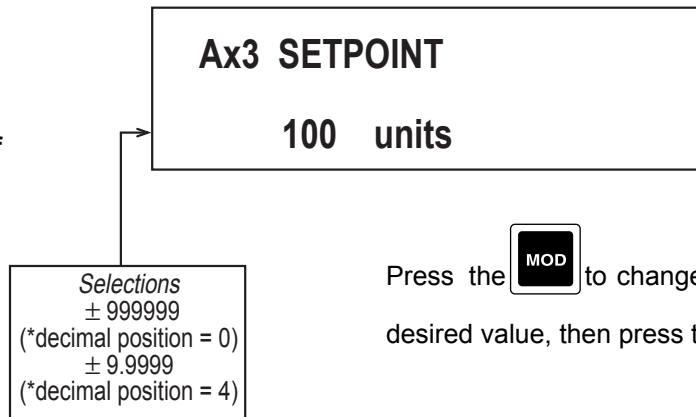 Ax3 SETPOINT
100 units
Selections
± 999999
(*decimal position = 0)
± 9.9999
(*decimal position = 4)
Press the MOD to change
desired value, then press